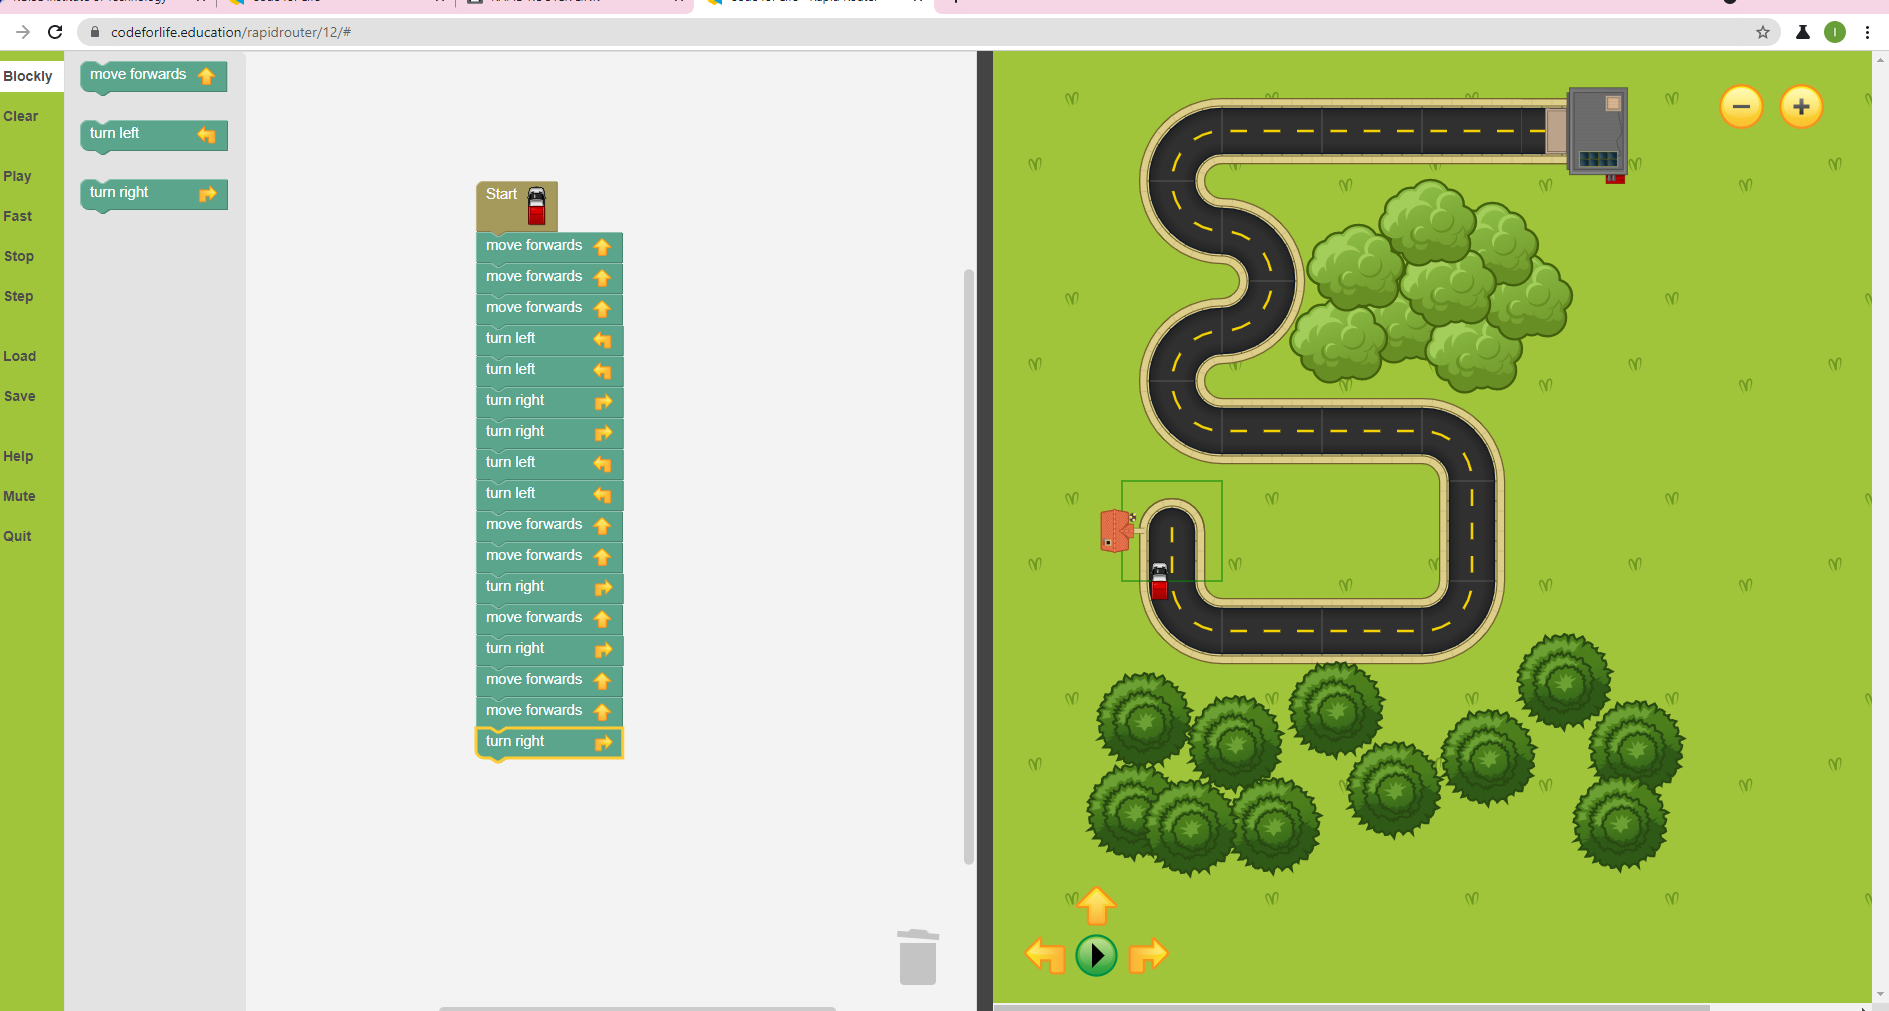 codeforlife.education/rapidrouter/12/#
I
Blockly
Clear
Play
Fast
Stop
Step
Load
Save
Help
Mute
Quit
move forwards
turn left
turn right
Start
move forwards
move forwards
move forwards
turn left
turn left
turn right
turn right
turn left
turn left
move forwards
move forwards
turn right
move forwards
turn right
move forwards
move forwards
turn right